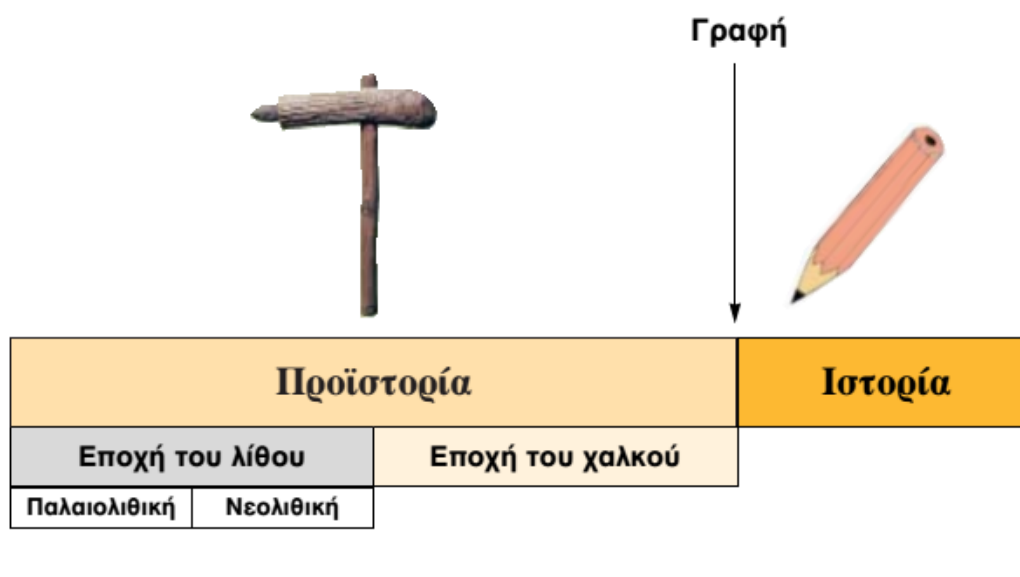 Γραφή
Προϊστορία
Ιστορία
Εποχή του λίθου
Εποχή του χαλκού
Παλαιολιθική
Νεολιθική